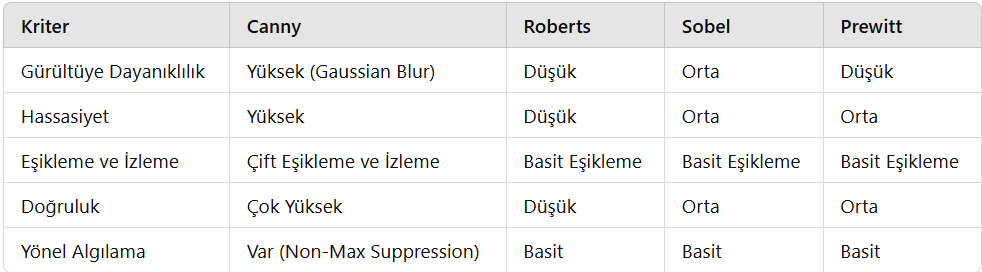 Kriter Canny Roberts Sobel Prewitt
Gürültüye Dayanıklılık Yüksek (Gaussian Blur) Düşük Orta Düşük
Hassasiyet Yüksek Düşük Orta Orta
Eşikleme ve İzleme Çift Eşikleme ve İzleme Basit Eşikleme Basit Eşikleme Basit Eşikleme
Doğruluk Çok Yüksek Düşük Orta Orta
Yönel Algılama Var (Non-Max Suppression) Basit Basit Basit